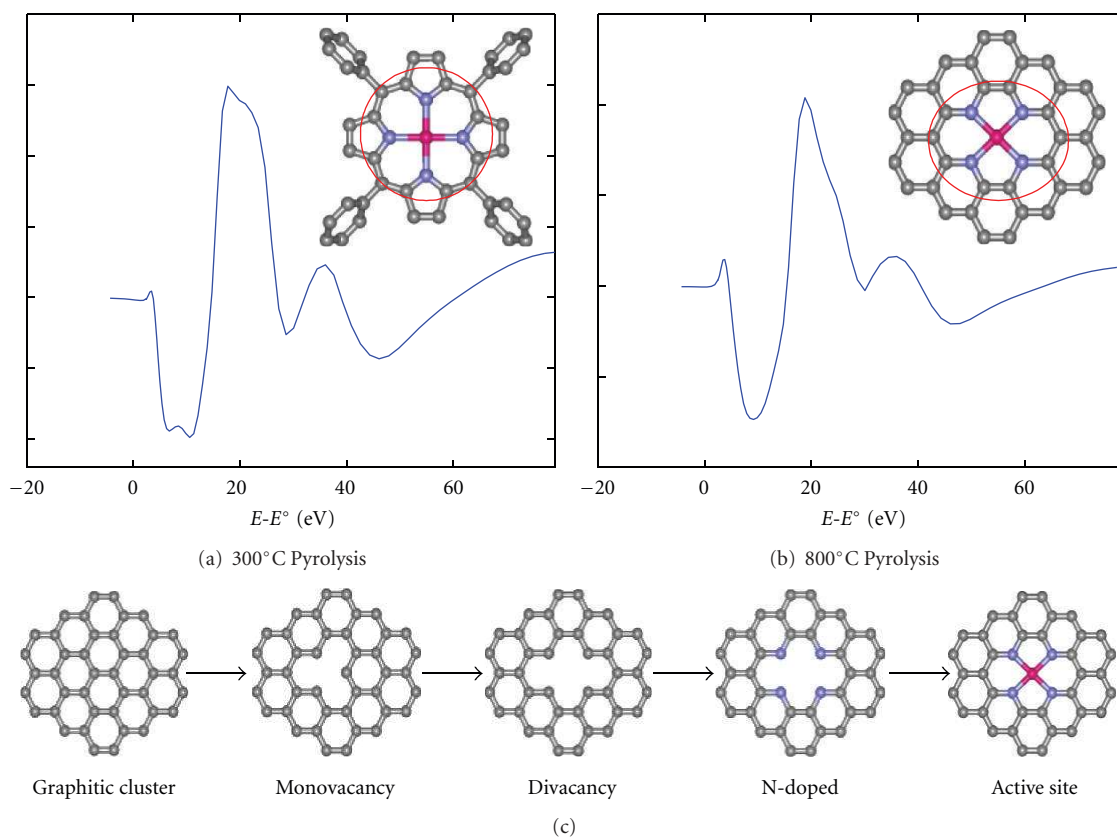 −20 0 20 40 60
E-E° (eV)
(a) 300°C Pyrolysis
−20 0 20 40 60
E-E° (eV)
(b) 800°C Pyrolysis
Graphitic cluster Monovacancy Divacancy N-doped Active site
(c)